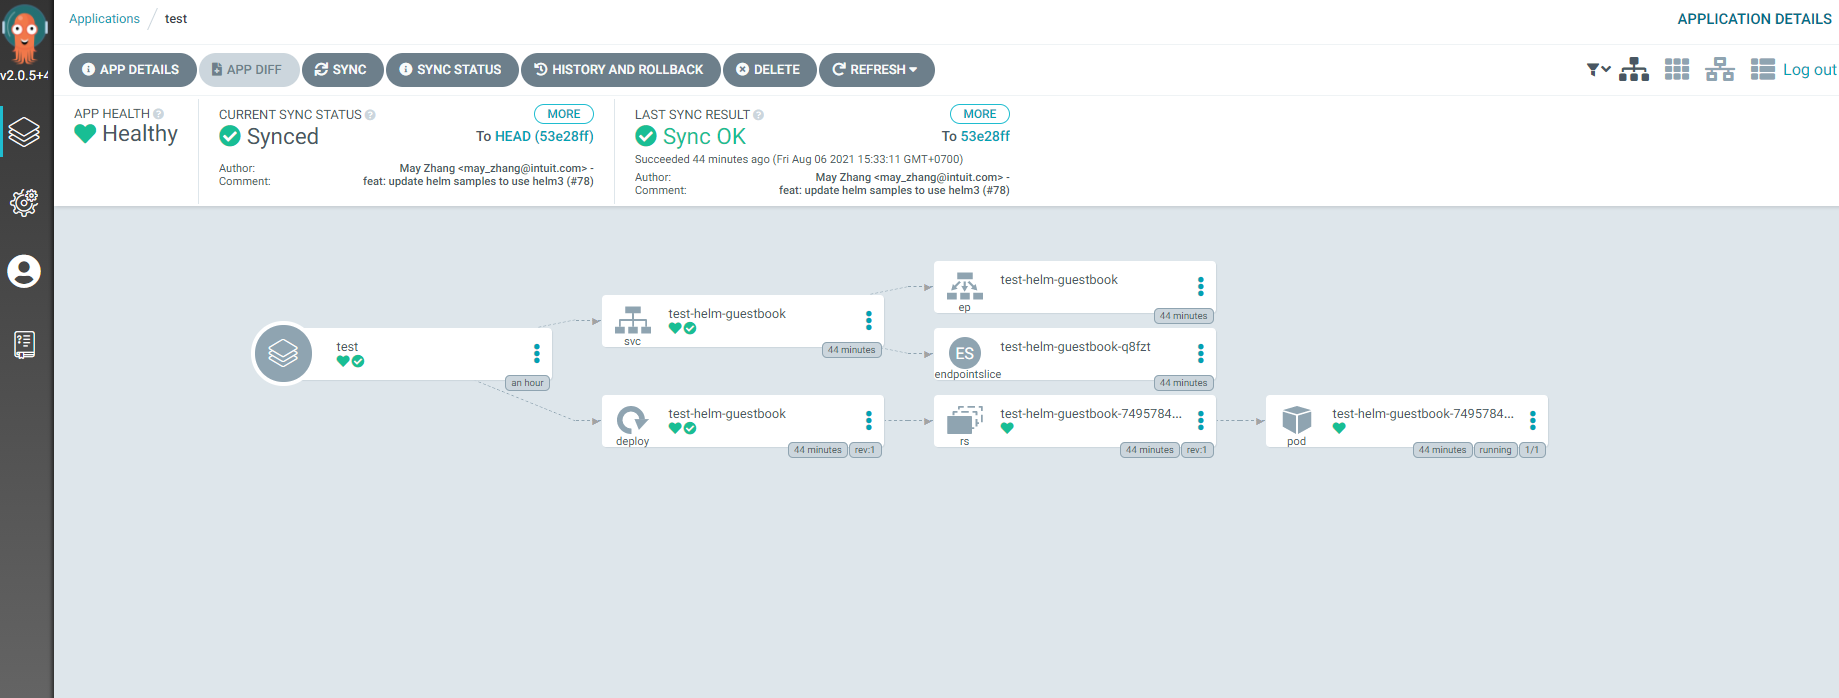 Applications / test
APPLICATION DETAILS
v2.0.5+4
APP DETAILS
APP DIFF
SYNC
SYNC STATUS
HISTORY AND ROLLBACK
DELETE
REFRESH
Log out
APP HEALTH
Healthy
CURRENT SYNC STATUS
MORE
Synced
To HEAD (53e28ff)
Author: May Zhang <may_zhang@intuit.com> -
Comment: feat: update helm samples to use helm3 (#78)
LAST SYNC RESULT
MORE
Sync OK
To 53e28ff
Succeeded 44 minutes ago (Fri Aug 06 2021 15:33:11 GMT+0700)
Author: May Zhang <may_zhang@intuit.com> -
Comment: feat: update helm samples to use helm3 (#78)
test
an hour
test-helm-guestbook
svc
44 minutes
test-helm-guestbook
ep
44 minutes
ES
test-helm-guestbook-q8fzt
endpointslice
44 minutes
test-helm-guestbook
deploy
44 minutes
rev:1
test-helm-guestbook-7495784...
rs
44 minutes
rev:1
test-helm-guestbook-7495784...
pod
44 minutes
running
1/1